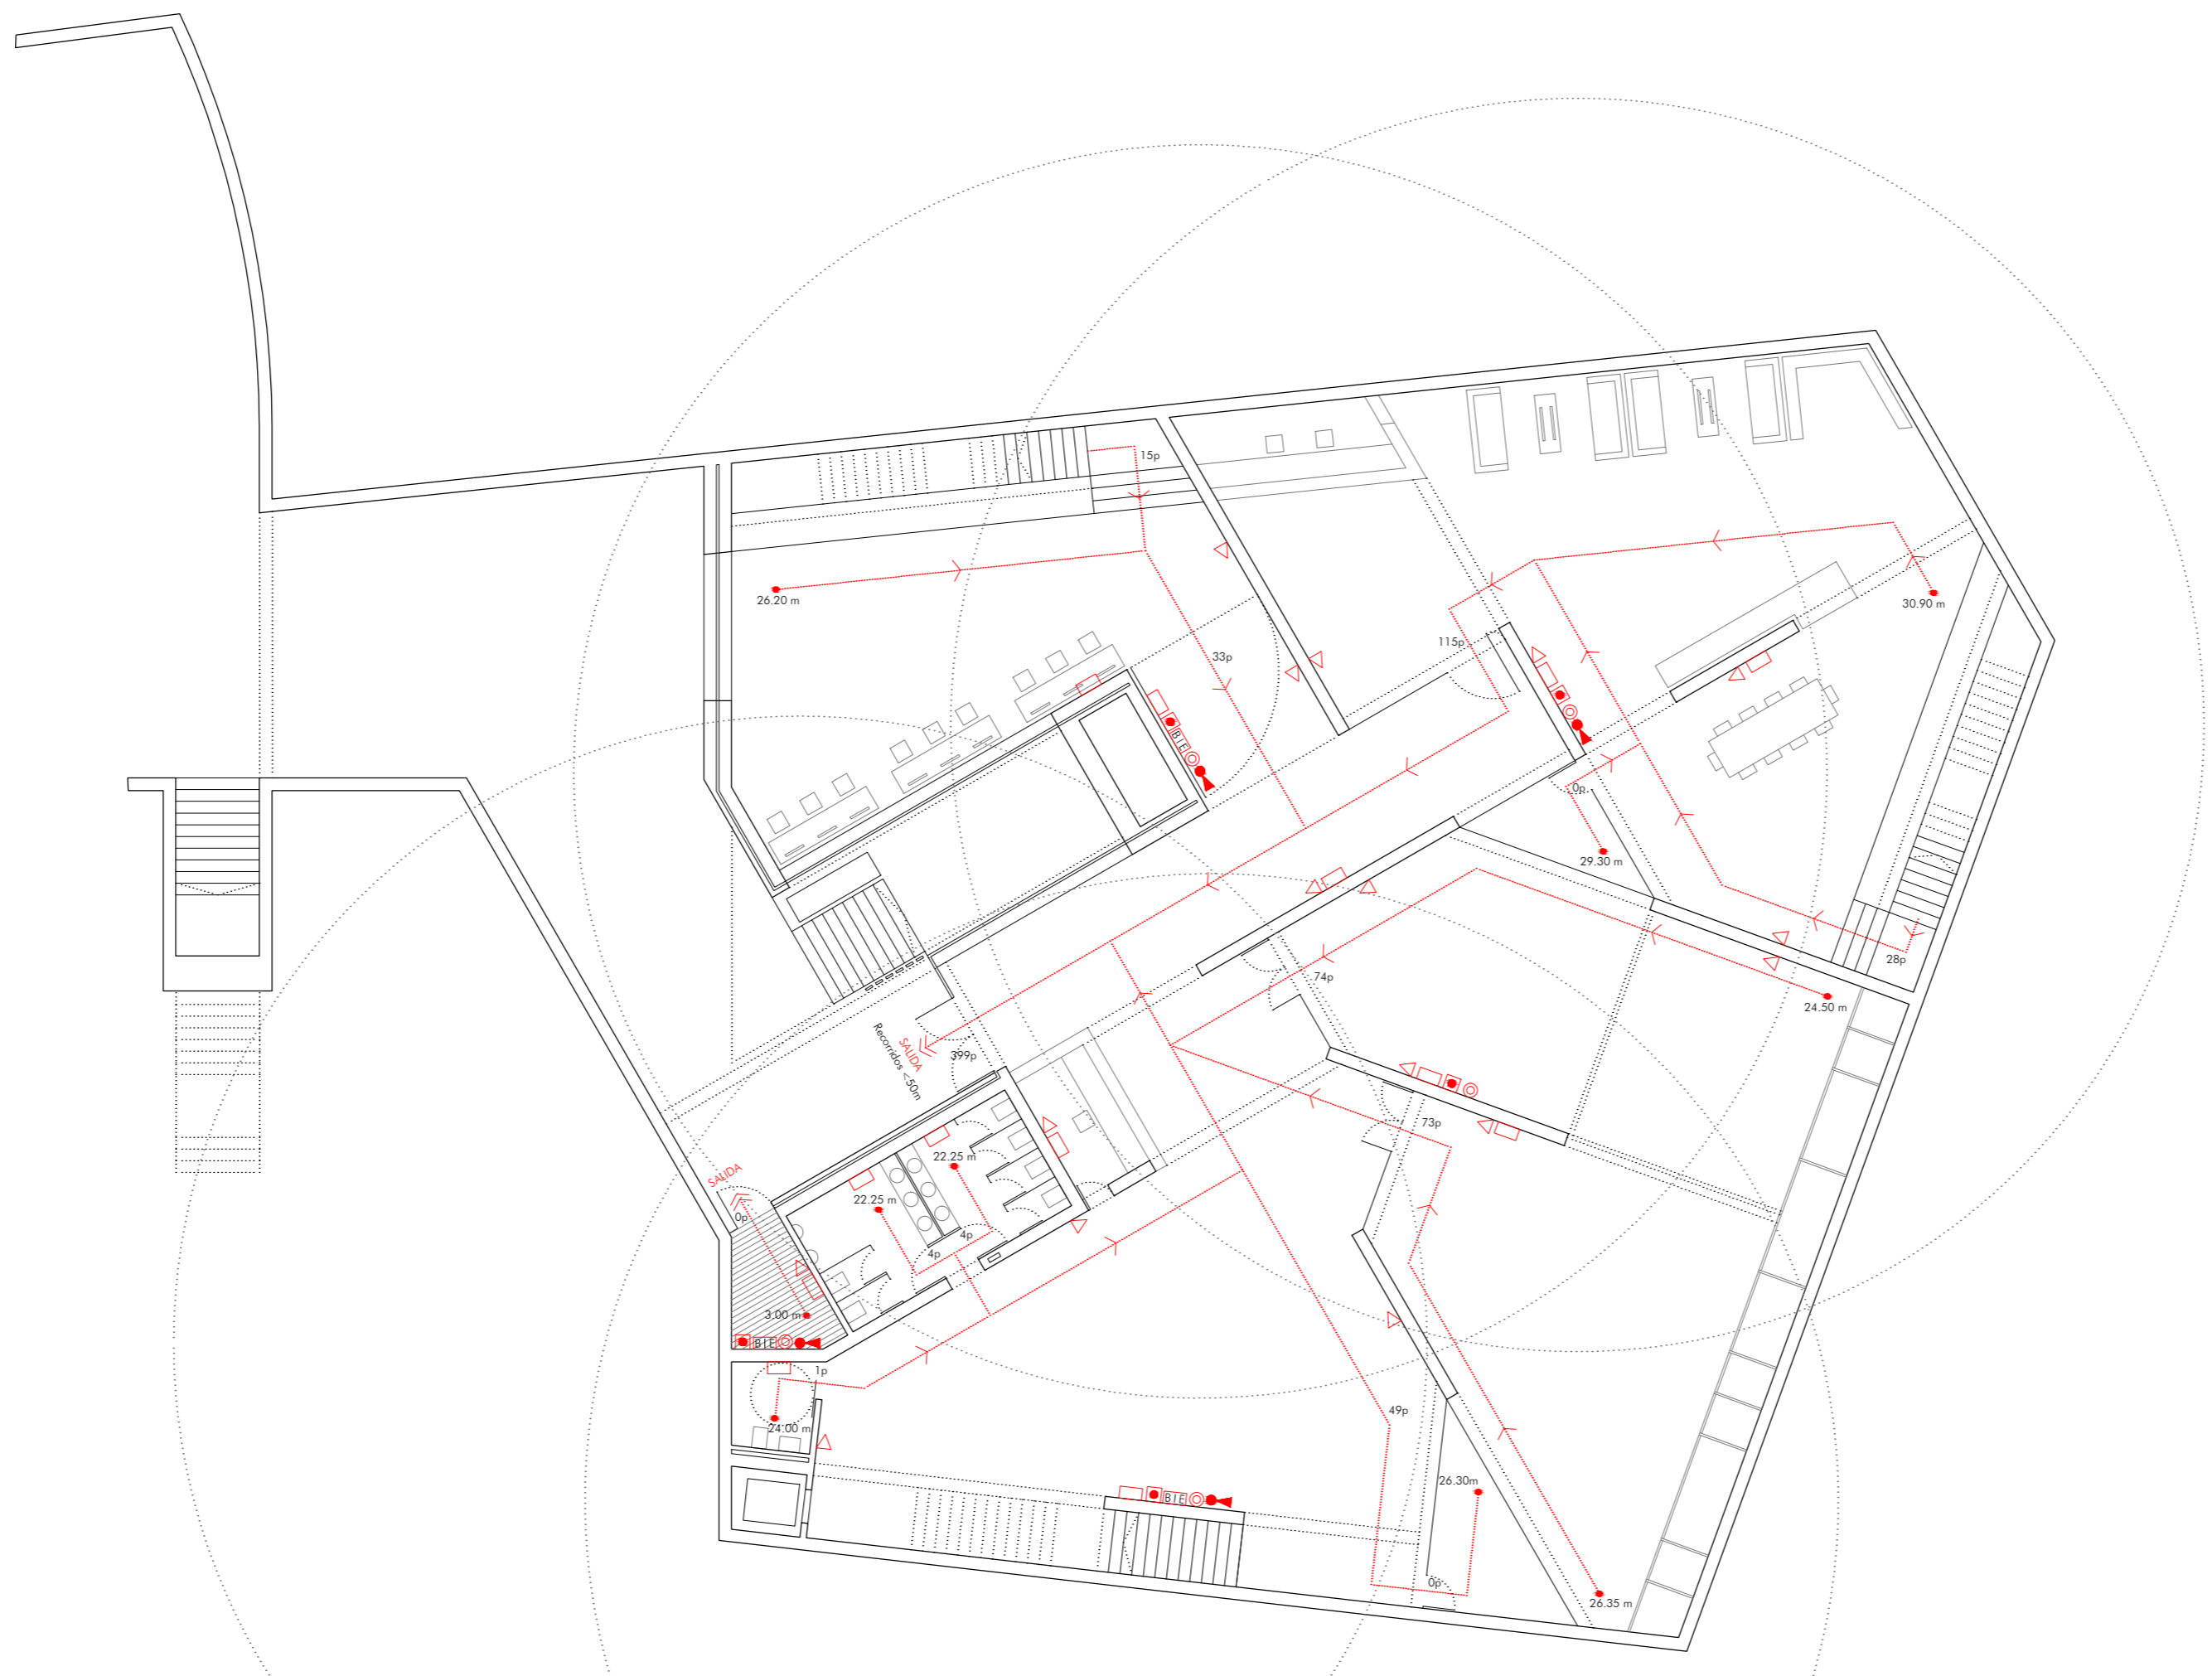 15p
26.20 m
30.90 m
115p
33p
BIE
0p
29.30 m
28p
74p
24.50 m
SALIDA
399p
Recorridos <50m
73p
22.25 m
SALIDA
22.25 m
0p
4p
4p
3.00 m
BIE
1p
49p
24.00 m
26.30m
BIE
0p
26.35 m